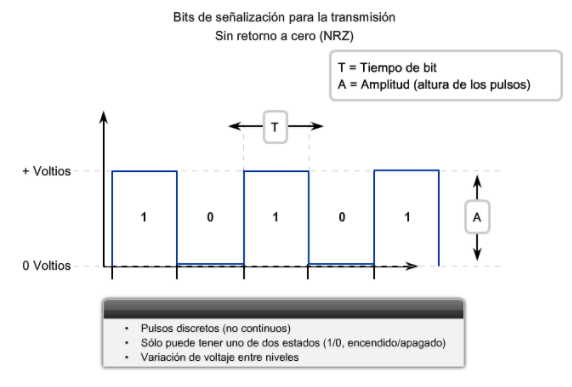 Bits de señalización para la transmisión
Sin retorno a cero (NRZ)
T = Tiempo de bit
A = Amplitud (altura de los pulsos)
T
+ Voltios
1 0 1 0 1
A
0 Voltios
• Pulsos discretos (no continuos)
• Sólo puede tener uno de dos estados (1/0, encendido/apagado)
• Variación de voltaje entre niveles